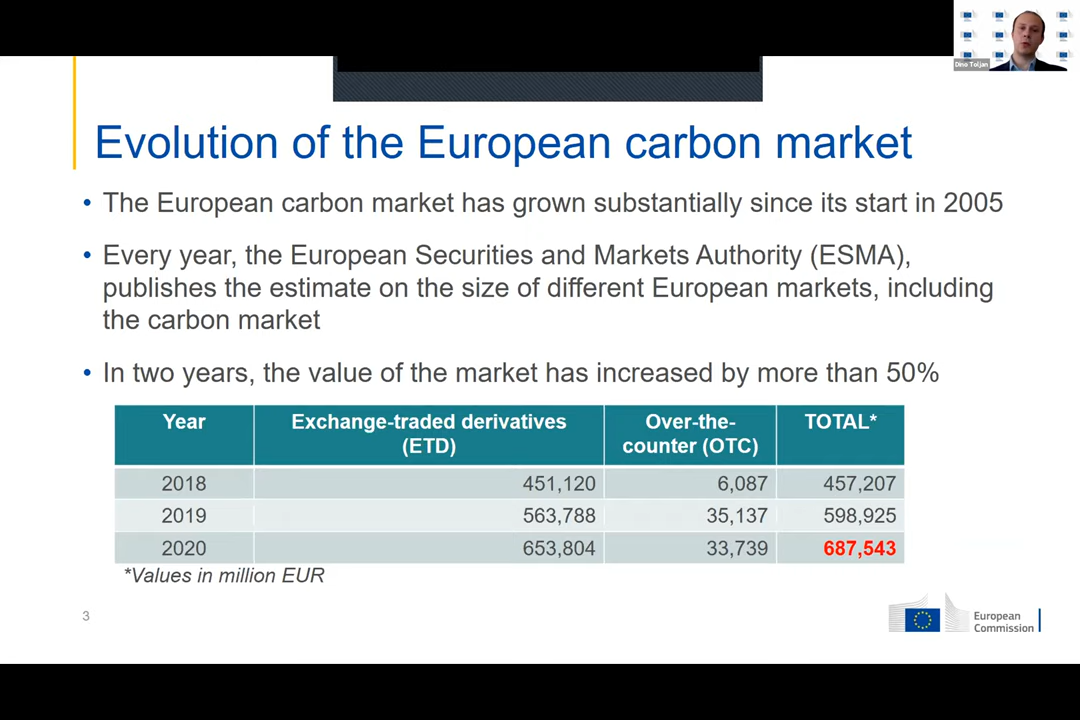 Dino Toljan
Evolution of the European carbon market
• The European carbon market has grown substantially since its start in 2005
• Every year, the European Securities and Markets Authority (ESMA),
publishes the estimate on the size of different European markets, including
the carbon market
• In two years, the value of the market has increased by more than 50%
Year Exchange-traded derivatives (ETD) Over-the-counter (OTC) TOTAL*
2018 451,120 6,087 457,207
2019 563,788 35,137 598,925
2020 653,804 33,739 687,543
*Values in million EUR
3
European
Commission